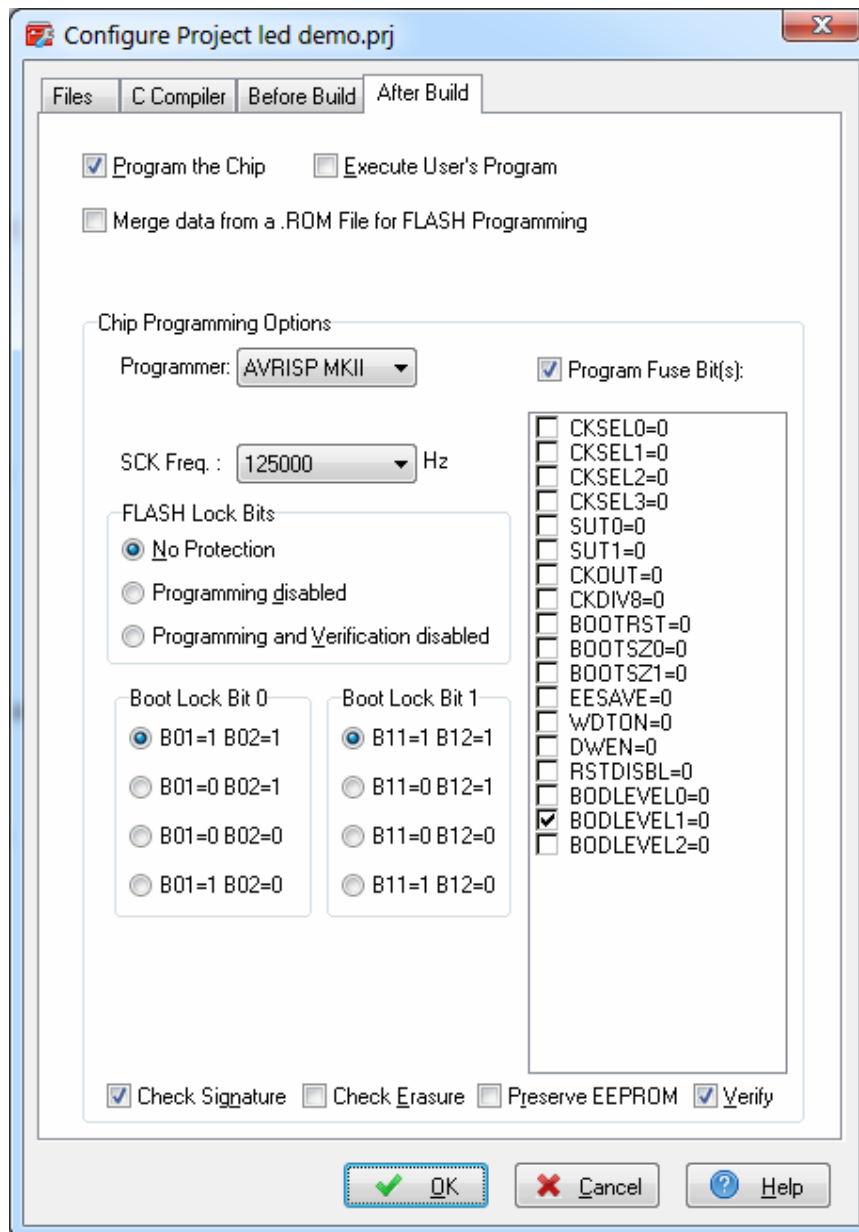 Configure Project led demo.prj
Files C Compiler Before Build After Build
Program the Chip Execute User's Program
Merge data from a .ROM File for FLASH Programming
Chip Programming Options
Programmer: AVRISP MKII Program Fuse Bit(s):
SCK Freq. : 125000 Hz
FLASH Lock Bits
No Protection
Programming disabled
Programming and Verification disabled
Boot Lock Bit 0
B01=1 B02=1
B01=0 B02=1
B01=0 B02=0
B01=1 B02=0
Boot Lock Bit 1
B11=1 B12=1
B11=0 B12=1
B11=0 B12=0
B11=1 B12=0
CKSEL0=0
CKSEL1=0
CKSEL2=0
CKSEL3=0
SUT0=0
SUT1=0
CKOUT=0
CKDIV8=0
BOOTRST=0
BOOTSZ0=0
BOOTSZ1=0
EESAVE=0
WDTON=0
DWEN=0
RSTDISBL=0
BODLEVEL0=0
BODLEVEL1=0
BODLEVEL2=0
Check Signature Check Erasure Preserve EEPROM Verify
OK Cancel Help